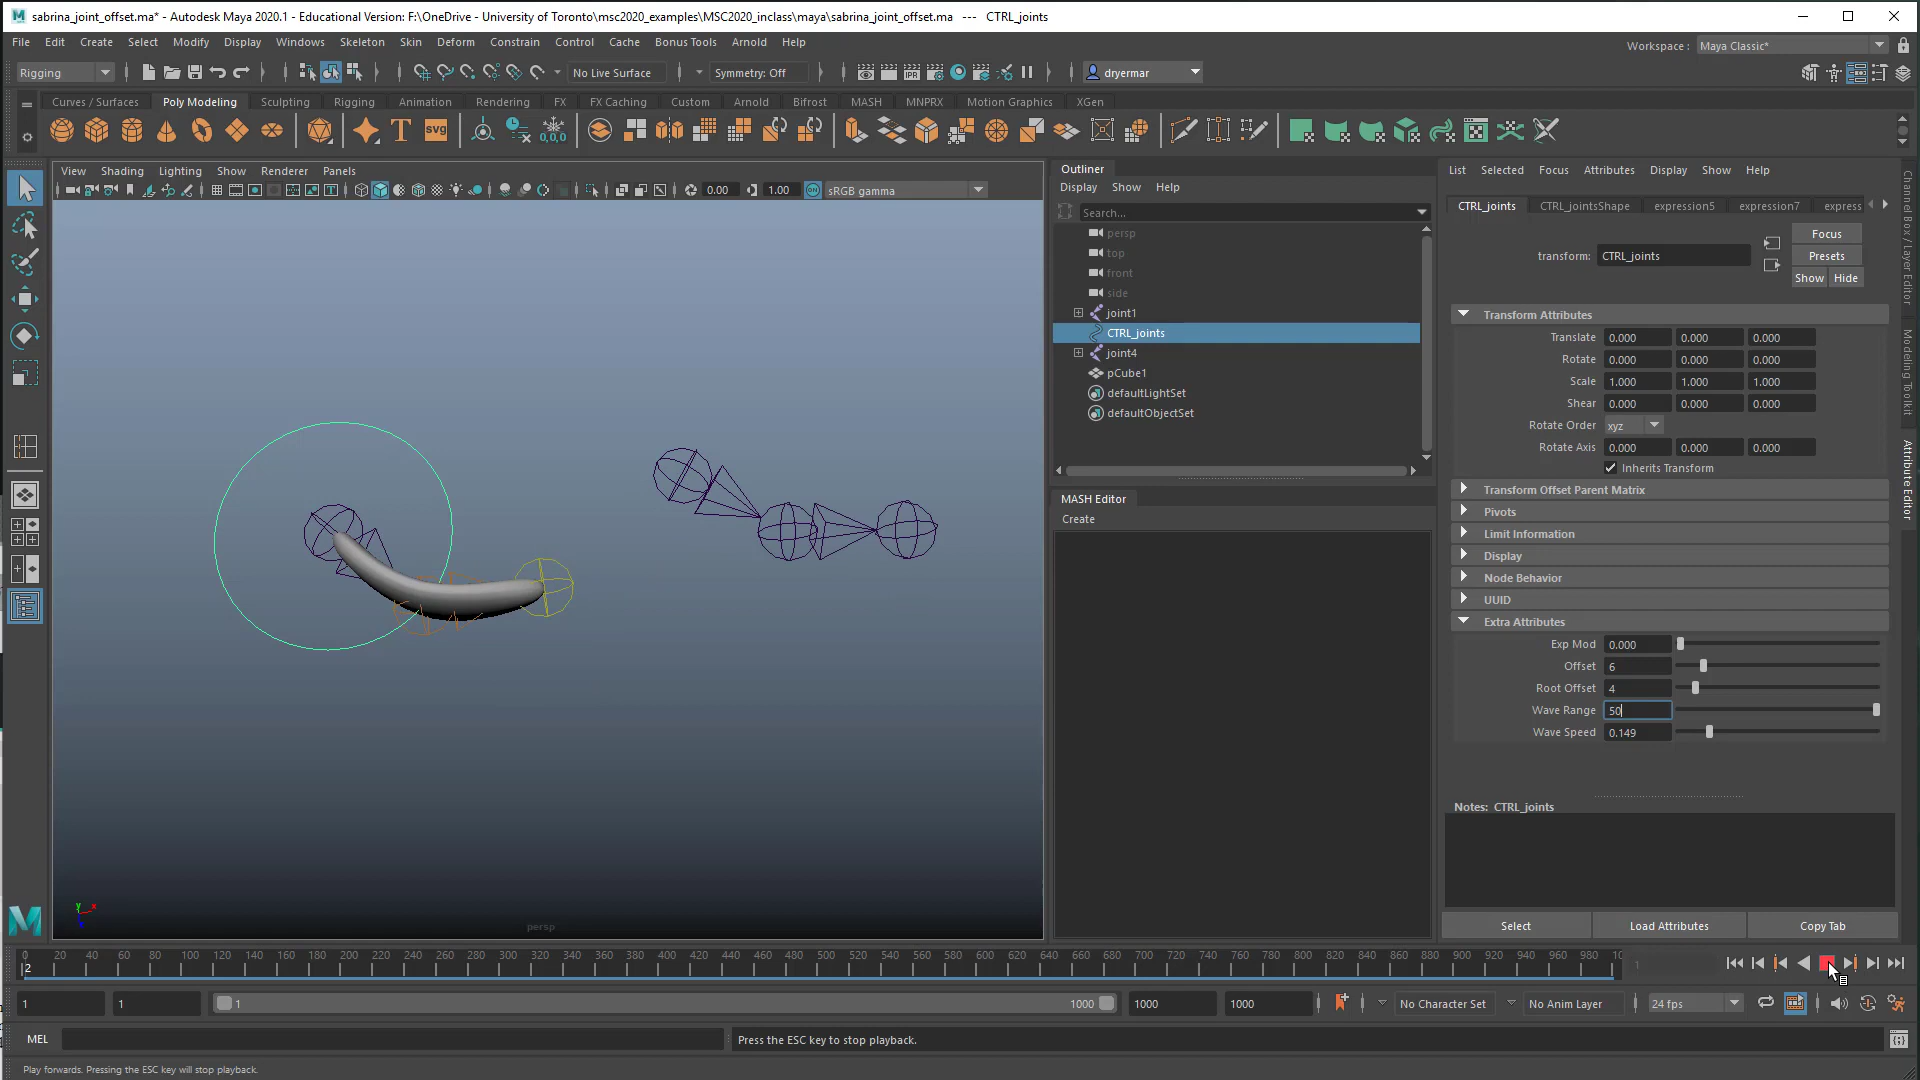 sabrina_joint_offset.ma* - Autodesk Maya 2020.1 - Educational Version: F:\OneDrive - University of Toronto\msc2020_examples\MSC2020_inclass\maya\sabrina_joint_offset.ma --- CTRL_joints
File Edit Create Select Modify Display Windows Skeleton Skin Deform Constrain Control Cache Bonus Tools Arnold Help
Workspace : Maya Classic*
Rigging No Live Surface Symmetry: Off IPR dryermar
Curves / Surfaces Poly Modeling Sculpting Rigging Animation Rendering FX FX Caching Custom Arnold Bifrost MASH MNPRX Motion Graphics XGen
T svg 0,0,0
View Shading Lighting Show Renderer Panels
0.00 1.00 sRGB gamma
persp
Outliner
Display Show Help
Search...
persp
top
front
side
joint1
CTRL_joints
joint4
pCube1
defaultLightSet
defaultObjectSet
MASH Editor
Create
List Selected Focus Attributes Display Show Help
CTRL_joints CTRL_jointsShape expression5 expression7 express
Focus
transform: CTRL_joints Presets
Show Hide
Transform Attributes
Translate 0.000 0.000 0.000
Rotate 0.000 0.000 0.000
Scale 1.000 1.000 1.000
Shear 0.000 0.000 0.000
Rotate Order xyz
Rotate Axis 0.000 0.000 0.000
Inherits Transform
Transform Offset Parent Matrix
Pivots
Limit Information
Display
Node Behavior
UUID
Extra Attributes
Exp Mod 0.000
Offset 6
Root Offset 4
Wave Range 50
Wave Speed 0.149
Notes: CTRL_joints
Select Load Attributes Copy Tab
Channel Box / Layer Editor
Modeling Toolkit
Attribute Editor
0 20 40 60 80 100 120 140 160 180 200 220 240 260 280 300 320 340 360 380 400 420 440 460 480 500 520 540 560 580 600 620 640 660 680 700 720 740 760 780 800 820 840 860 880 900 920 940 960 980 10
2
1
1 1 1 1000 1000 1000 No Character Set No Anim Layer 24 fps
MEL Press the ESC key to stop playback.
Play forwards. Pressing the ESC key will stop playback.